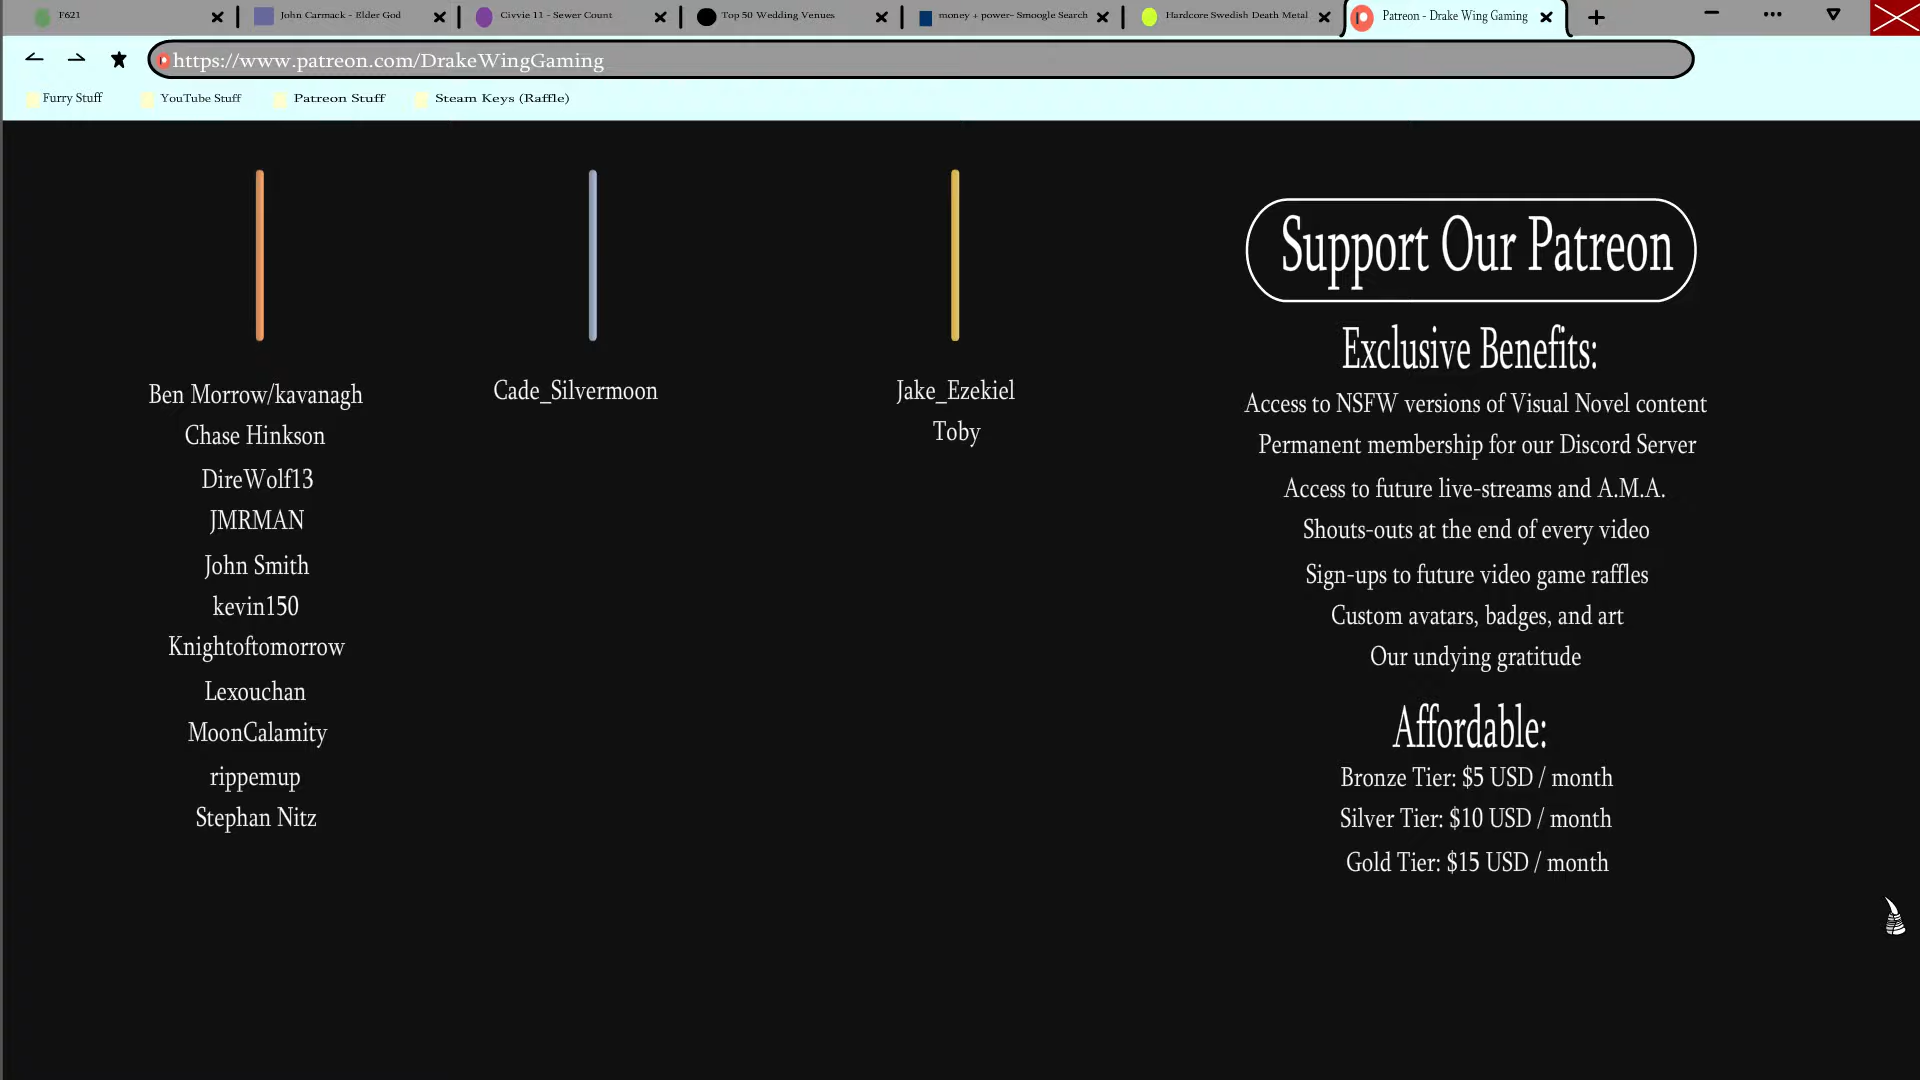 F621
John Carmack - Elder God
Civvie 11 - Sewer Count
Top 50 Wedding Venues
money + power- Smoogle Search
Hardcore Swedish Death Metal
Patreon - Drake Wing Gaming
https://www.patreon.com/DrakeWingGaming
Furry Stuff
YouTube Stuff
Patreon Stuff
Steam Keys (Raffle)
Ben Morrow/kavanagh
Chase Hinkson
DireWolf13
JMRMAN
John Smith
kevin150
Knightoftomorrow
Lexouchan
MoonCalamity
rippemup
Stephan Nitz
Cade_Silvermoon
Jake_Ezekiel
Toby
Support Our Patreon
Exclusive Benefits:
Access to NSFW versions of Visual Novel content
Permanent membership for our Discord Server
Access to future live-streams and A.M.A.
Shouts-outs at the end of every video
Sign-ups to future video game raffles
Custom avatars, badges, and art
Our undying gratitude
Affordable:
Bronze Tier: $5 USD / month
Silver Tier: $10 USD / month
Gold Tier: $15 USD / month